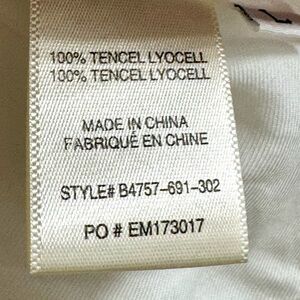 100% TENCEL LYOCELL
100% TENCEL LYOCELL
MADE IN CHINA
FABRIQUÉ EN CHINE
STYLE# B4757-691-302
PO # EM173017